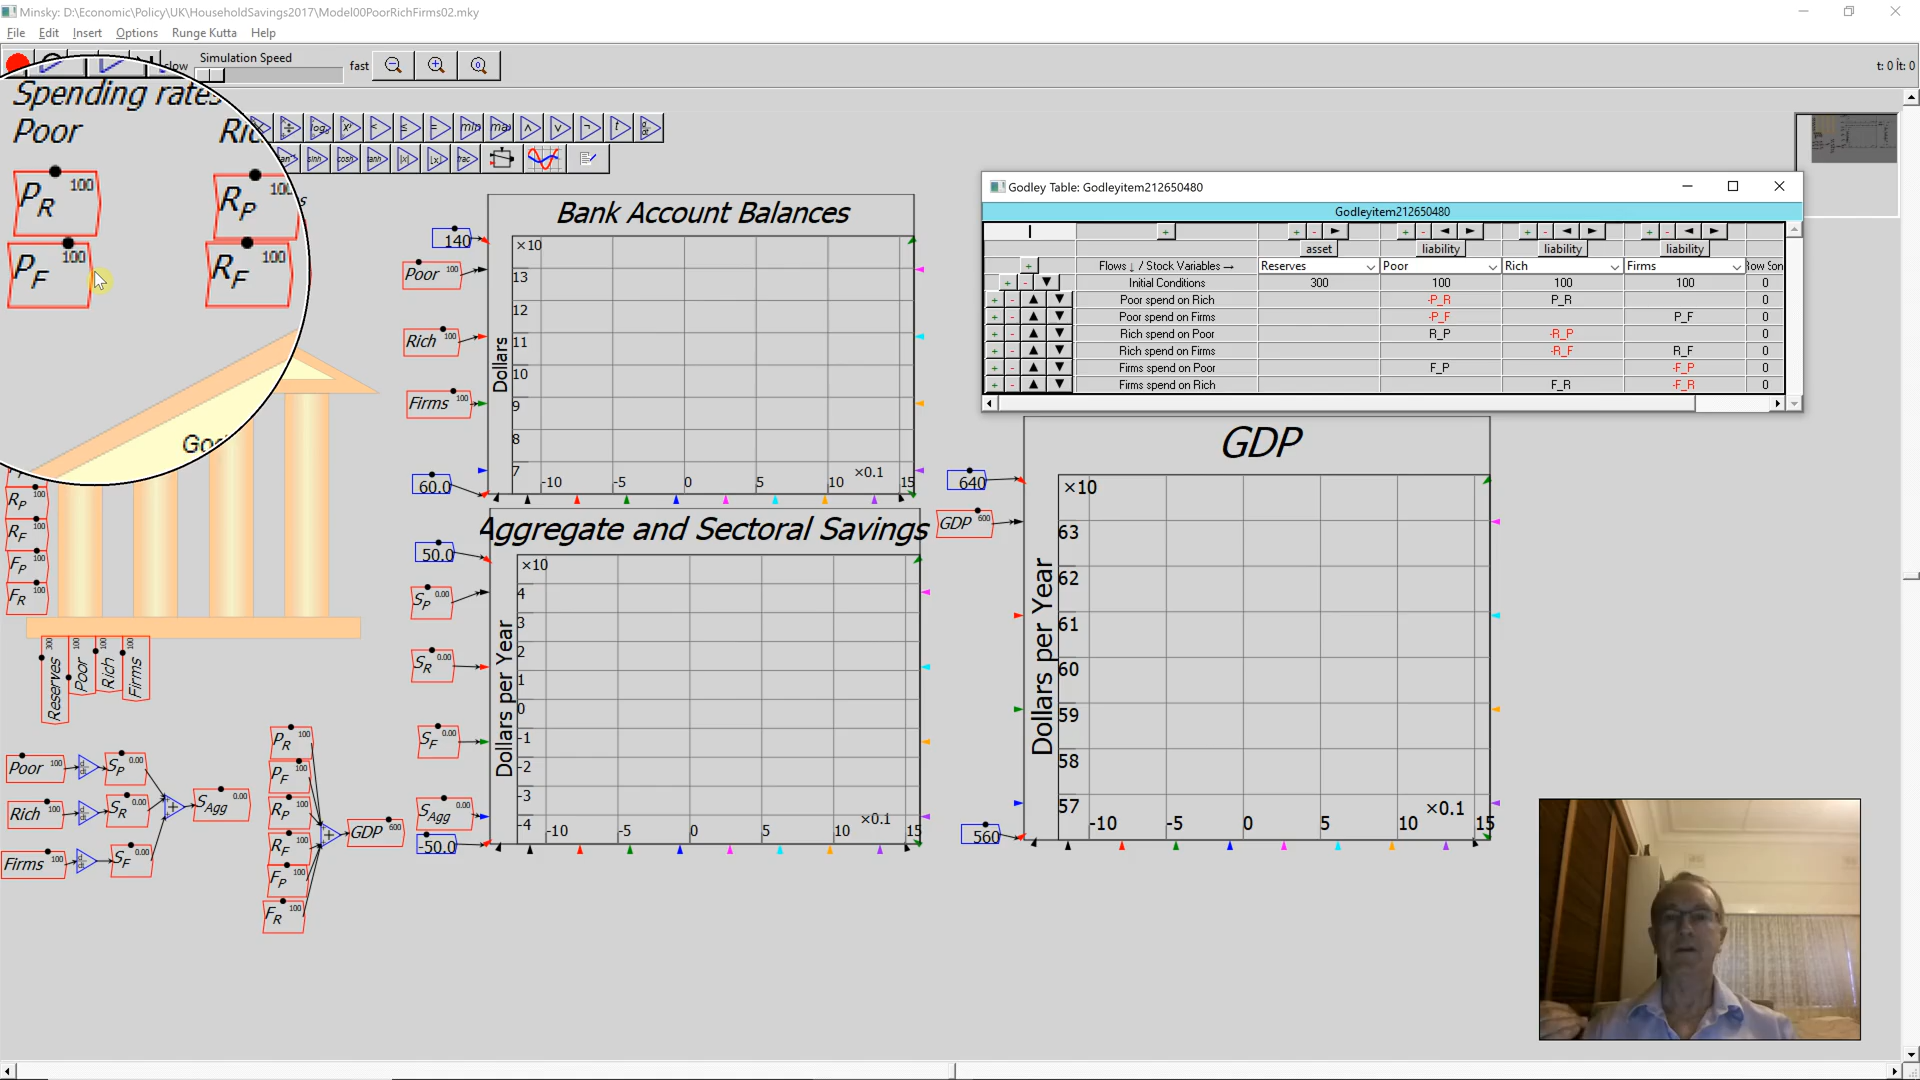 Minsky: D:\Economic\Policy\UK\HouseholdSavings2017\Model00PoorRichFirms02.mky
File Edit Insert Options Runge Kutta Help
slow Simulation Speed fast
t: 0 Δt: 0
Spending rates
Poor
P_R 100
P_F 100
R_P
R_F 100
log x^y < ≤ = min max ∧ ∨ ¬ t
sinh cosh tanh |x| ⌊x⌋ frac
Bank Account Balances
140
Poor 100
Rich 100
Firms 100
60.0
Dollars
×10
13
12
11
10
9
8
7
×0.1
-10 -5 0 5 10 15
Godley Table: Godleyitem212650480
Godleyitem212650480
asset liability liability liability
Flows ↓ / Stock Variables → Reserves Poor Rich Firms
Initial Conditions 300 100 100 100 0
Poor spend on Rich -P_R P_R 0
Poor spend on Firms -P_F P_F 0
Rich spend on Poor R_P -R_P 0
Rich spend on Firms -R_F R_F 0
Firms spend on Poor F_P -F_P 0
Firms spend on Rich F_R -F_R 0
R_P 100
R_F 100
F_P 100
F_R 100
Reserves 300
Poor 100
Rich 100
Firms 100
Aggregate and Sectoral Savings
50.0
S_P 0.00
S_R 0.00
S_F 0.00
S_Agg 0.00
-50.0
Dollars per Year
×10
4
3
2
1
0
-1
-2
-3
-4
×0.1
-10 -5 0 5 10 15
GDP
640
GDP 600
560
Dollars per Year
×10
63
62
61
60
59
58
57
×0.1
-10 -5 0 5 10 15
Poor 100 S_P 0.00
Rich 100 S_R 0.00 S_Agg 0.00
Firms 100 S_F 0.00
P_R 100
P_F 100
R_P 100
R_F 100
F_P 100
F_R 100
GDP 600